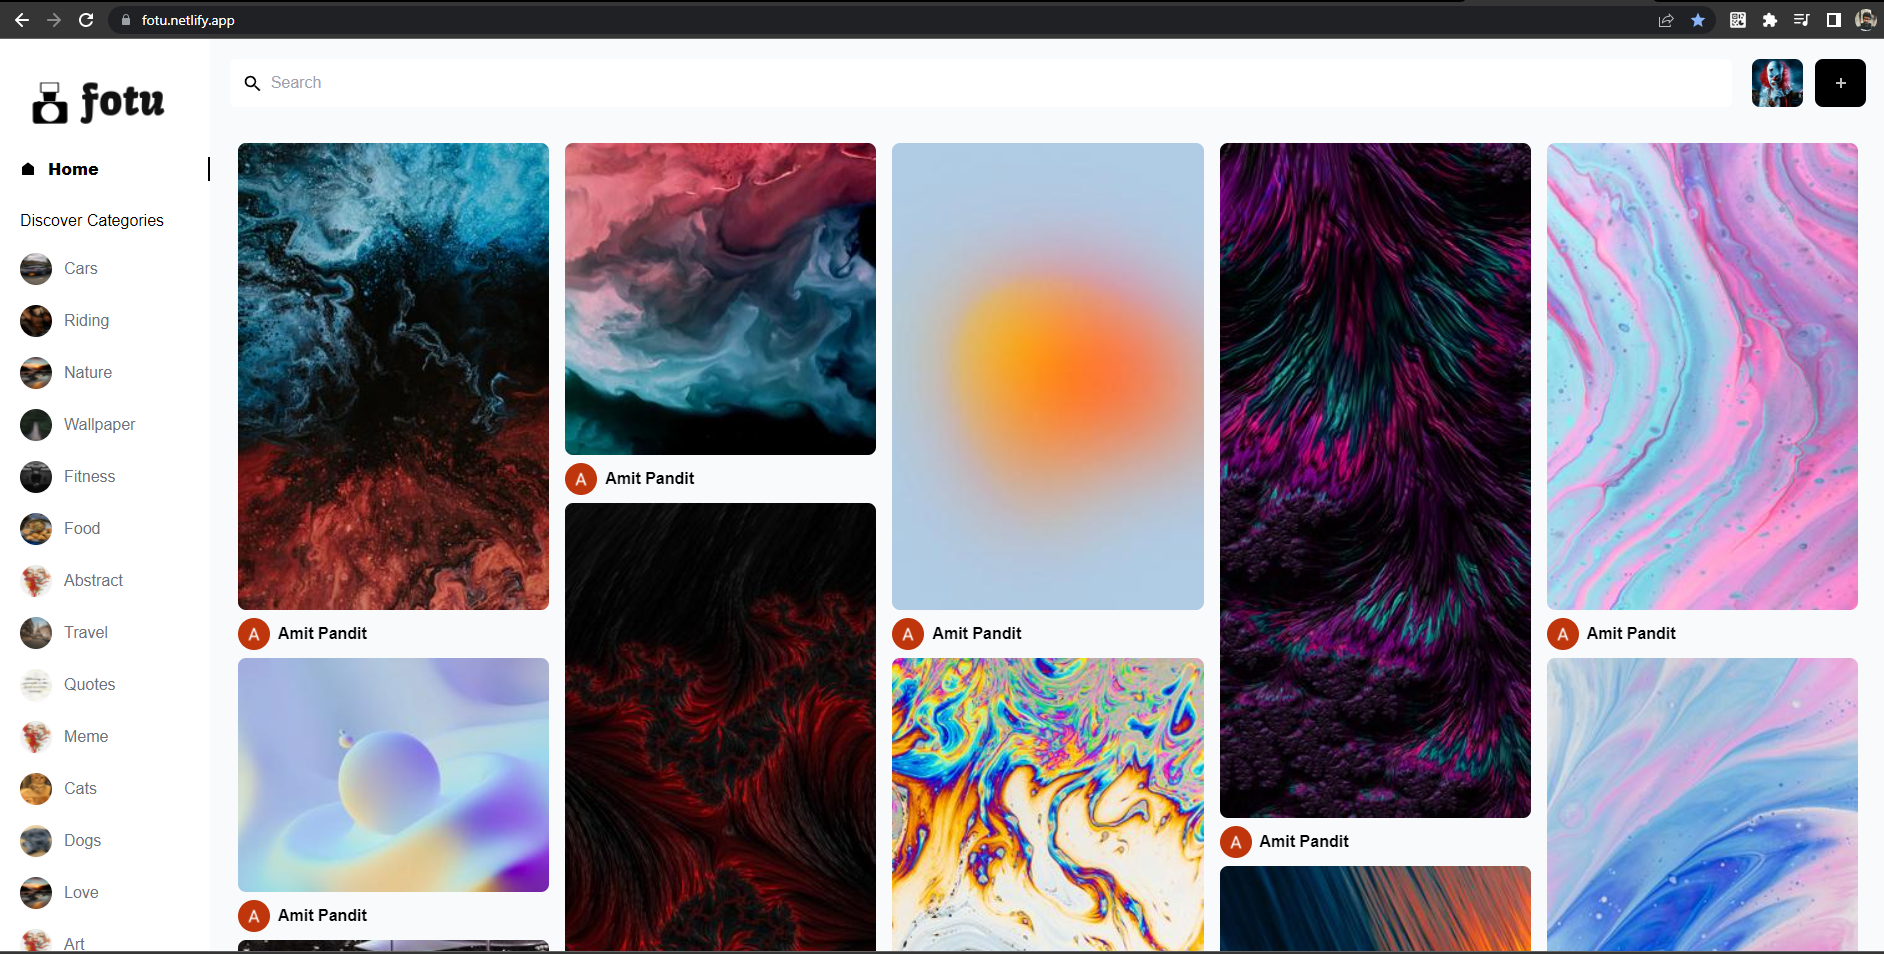 fotu.netlify.app
fotu
Search
+
Home
Discover Categories
Cars
Riding
Nature
Wallpaper
Fitness
Food
Abstract
Travel
Quotes
Meme
Cats
Dogs
Love
Art
A Amit Pandit
A Amit Pandit
A Amit Pandit
A Amit Pandit
A Amit Pandit
A Amit Pandit